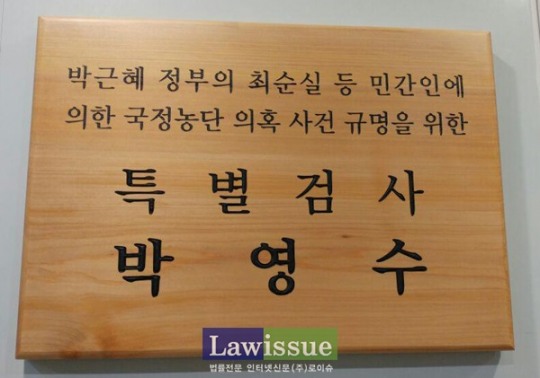 박근혜 정부의 최순실 등 민간인에
의한 국정농단 의혹 사건 규명을 위한
특별검사
박영수
Lawissue
법률전문 인터넷신문(주)로이슈